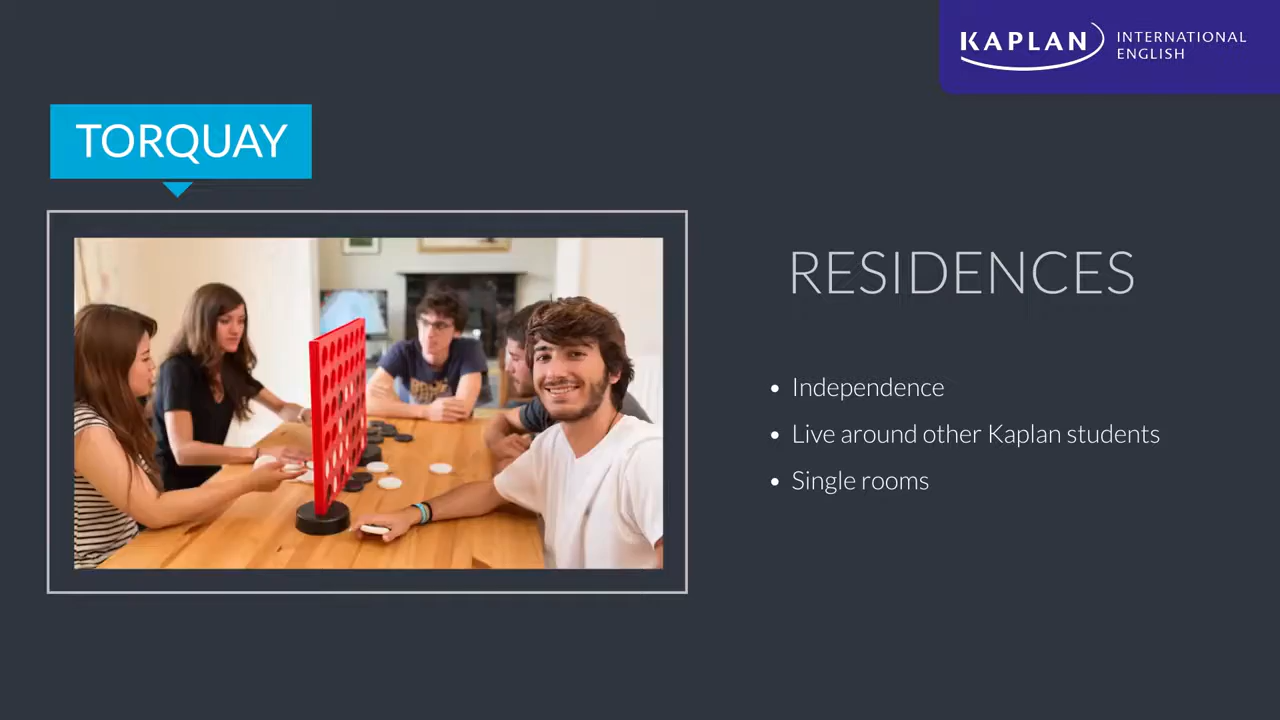 KAPLAN INTERNATIONAL
ENGLISH
TORQUAY
RESIDENCES
• Independence
• Live around other Kaplan students
• Single rooms